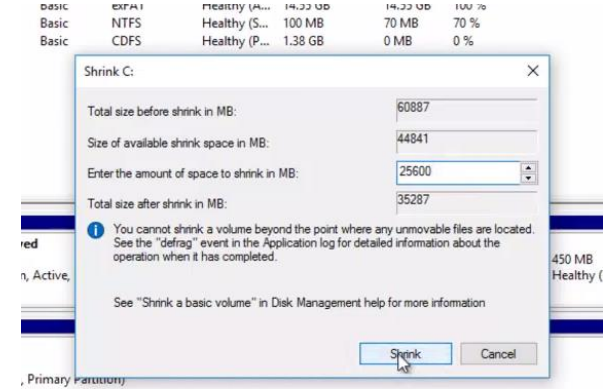 Basic exFAT Healthy (A... 14.55 GB 14.55 GB 100 %
Basic NTFS Healthy (S... 100 MB 70 MB 70 %
Basic CDFS Healthy (P... 1.38 GB 0 MB 0 %
Shrink C:
Total size before shrink in MB: 60887
Size of available shrink space in MB: 44841
Enter the amount of space to shrink in MB: 25600
Total size after shrink in MB: 35287
You cannot shrink a volume beyond the point where any unmovable files are located.
See the "defrag" event in the Application log for detailed information about the
operation when it has completed.
ved
450 MB
n, Active,
Healthy (
See "Shrink a basic volume" in Disk Management help for more information
Shrink Cancel
, Primary Partition)